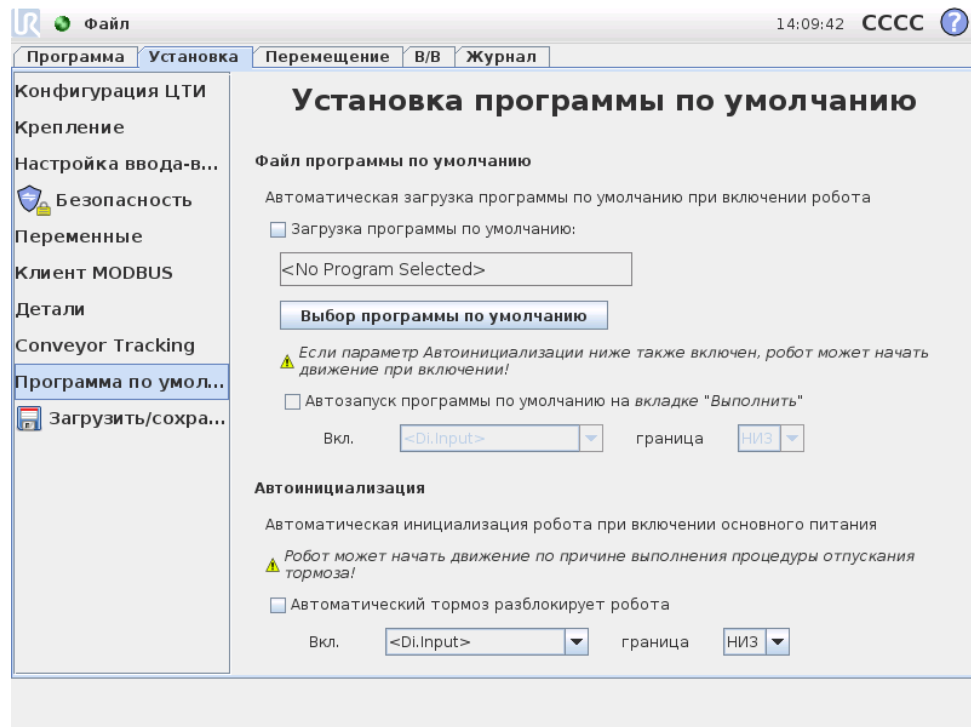 UR Файл 14:09:42 CCCC ?
Программа Установка Перемещение В/В Журнал
Конфигурация ЦТИ
Крепление
Настройка ввода-в...
Безопасность
Переменные
Клиент MODBUS
Детали
Conveyor Tracking
Программа по умол...
Загрузить/сохра...
Установка программы по умолчанию
Файл программы по умолчанию
Автоматическая загрузка программы по умолчанию при включении робота
Загрузка программы по умолчанию:
<No Program Selected>
Выбор программы по умолчанию
Если параметр Автоинициализации ниже также включен, робот может начать
движение при включении!
Автозапуск программы по умолчанию на вкладке "Выполнить"
Вкл. <Di.Input> граница НИЗ
Автоинициализация
Автоматическая инициализация робота при включении основного питания
Робот может начать движение по причине выполнения процедуры отпускания
тормоза!
Автоматический тормоз разблокирует робота
Вкл. <Di.Input> граница НИЗ